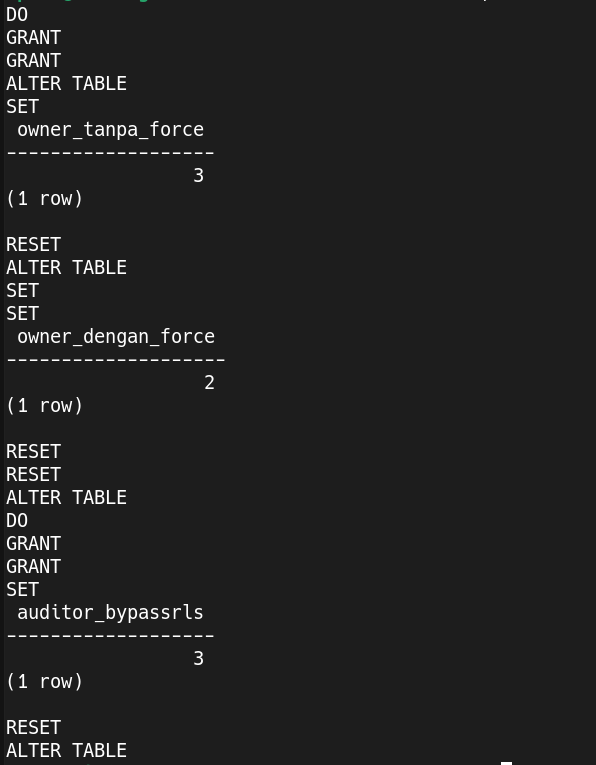 DO
GRANT
GRANT
ALTER TABLE
SET
 owner_tanpa_force
-------------------
                 3
(1 row)

RESET
ALTER TABLE
SET
SET
 owner_dengan_force
--------------------
                  2
(1 row)

RESET
RESET
ALTER TABLE
DO
GRANT
GRANT
SET
 auditor_bypassrls
-------------------
                 3
(1 row)

RESET
ALTER TABLE